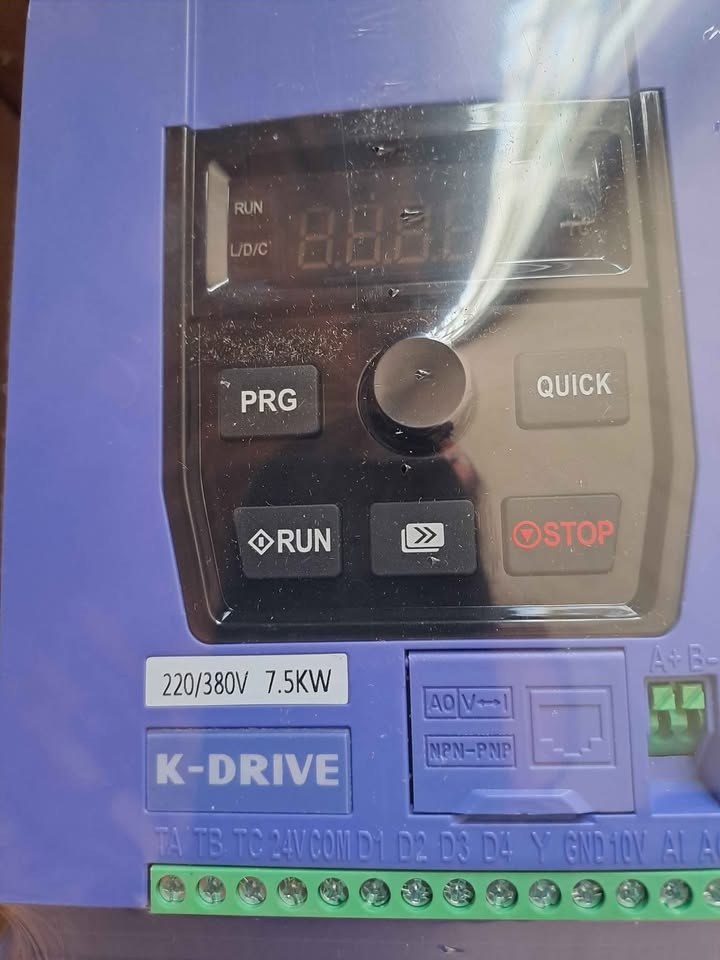 RUN
L/D/C
PRG
QUICK
RUN
STOP
220/380V 7.5KW
A+ B-
AO V↔I
NPN-PNP
K-DRIVE
TA TB TC 24V COM D1 D2 D3 D4 Y GND 10V AI